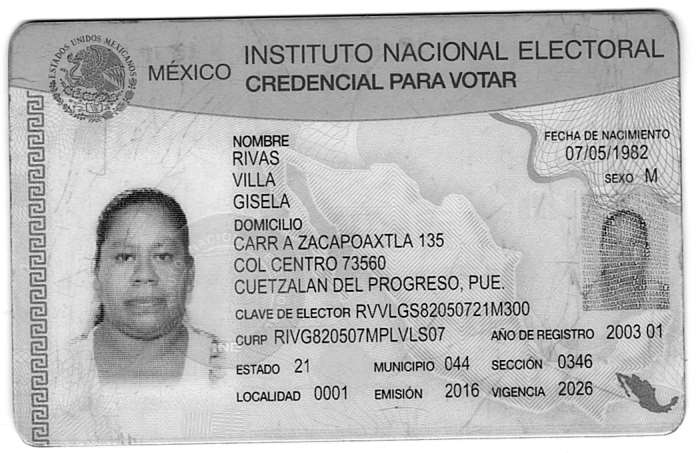 ESTADOS UNIDOS MEXICANOS
MÉXICO INSTITUTO NACIONAL ELECTORAL
CREDENCIAL PARA VOTAR
NOMBRE
RIVAS
VILLA
GISELA
FECHA DE NACIMIENTO
07/05/1982
SEXO M
DOMICILIO
CARR A ZACAPOAXTLA 135
COL CENTRO 73560
CUETZALAN DEL PROGRESO, PUE.
CLAVE DE ELECTOR RVVLGS82050721M300
CURP RIVG820507MPLVLS07 AÑO DE REGISTRO 2003 01
ESTADO 21 MUNICIPIO 044 SECCIÓN 0346
LOCALIDAD 0001 EMISIÓN 2016 VIGENCIA 2026